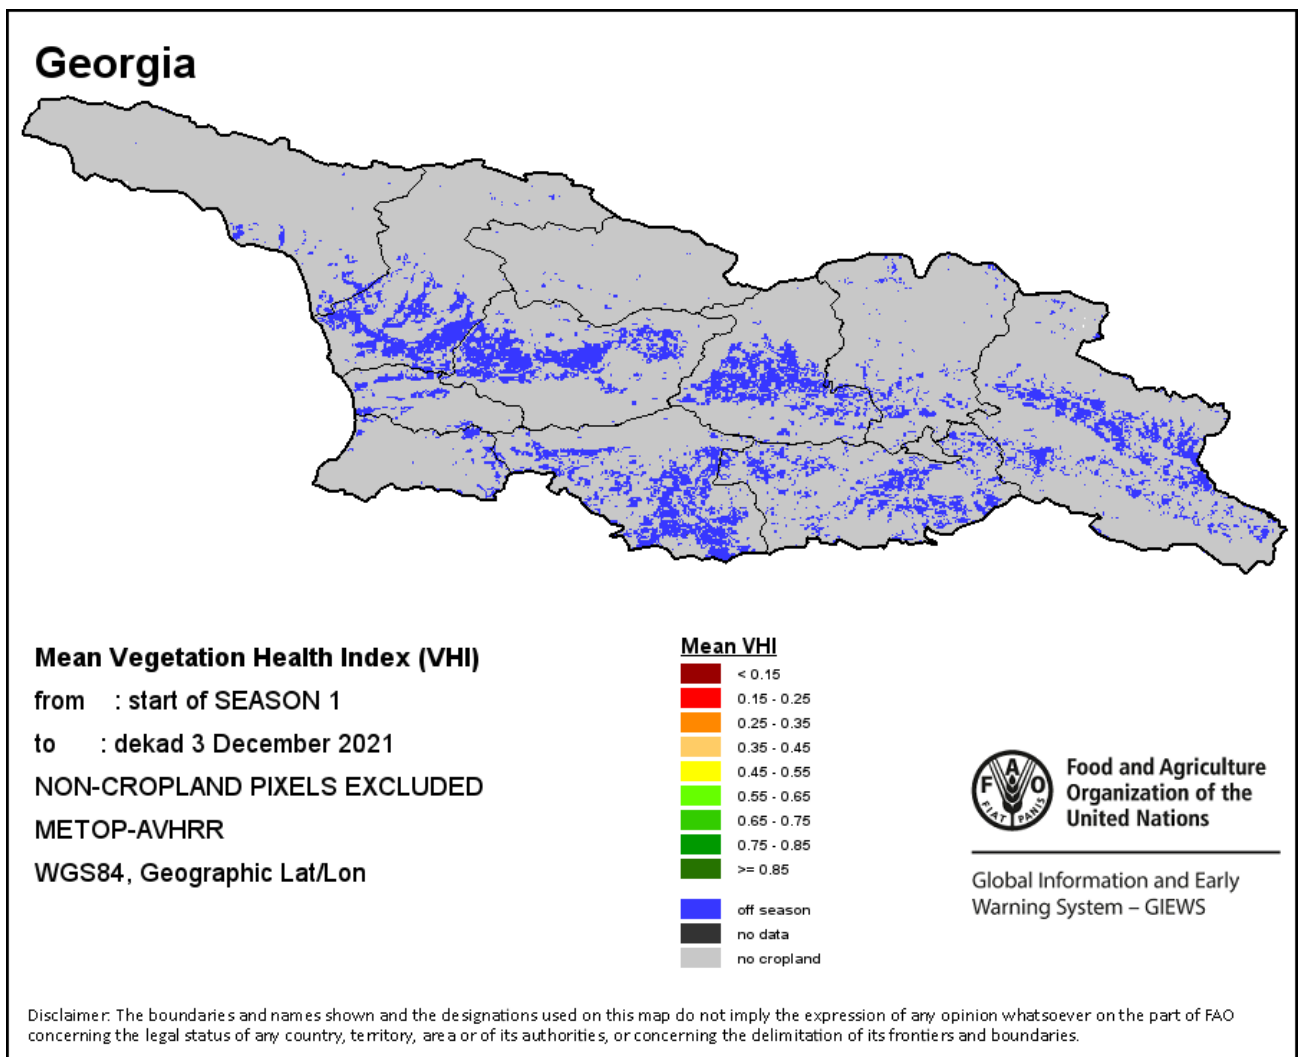 Georgia
Mean Vegetation Health Index (VHI)
from : start of SEASON 1
to : dekad 3 December 2021
NON-CROPLAND PIXELS EXCLUDED
METOP-AVHRR
WGS84, Geographic Lat/Lon
Mean VHI
< 0.15
0.15 - 0.25
0.25 - 0.35
0.35 - 0.45
0.45 - 0.55
0.55 - 0.65
0.65 - 0.75
0.75 - 0.85
>= 0.85
off season
no data
no cropland
F A O
FIAT PANIS
Food and Agriculture
Organization of the
United Nations
Global Information and Early
Warning System – GIEWS
Disclaimer: The boundaries and names shown and the designations used on this map do not imply the expression of any opinion whatsoever on the part of FAO
concerning the legal status of any country, territory, area or of its authorities, or concerning the delimitation of its frontiers and boundaries.